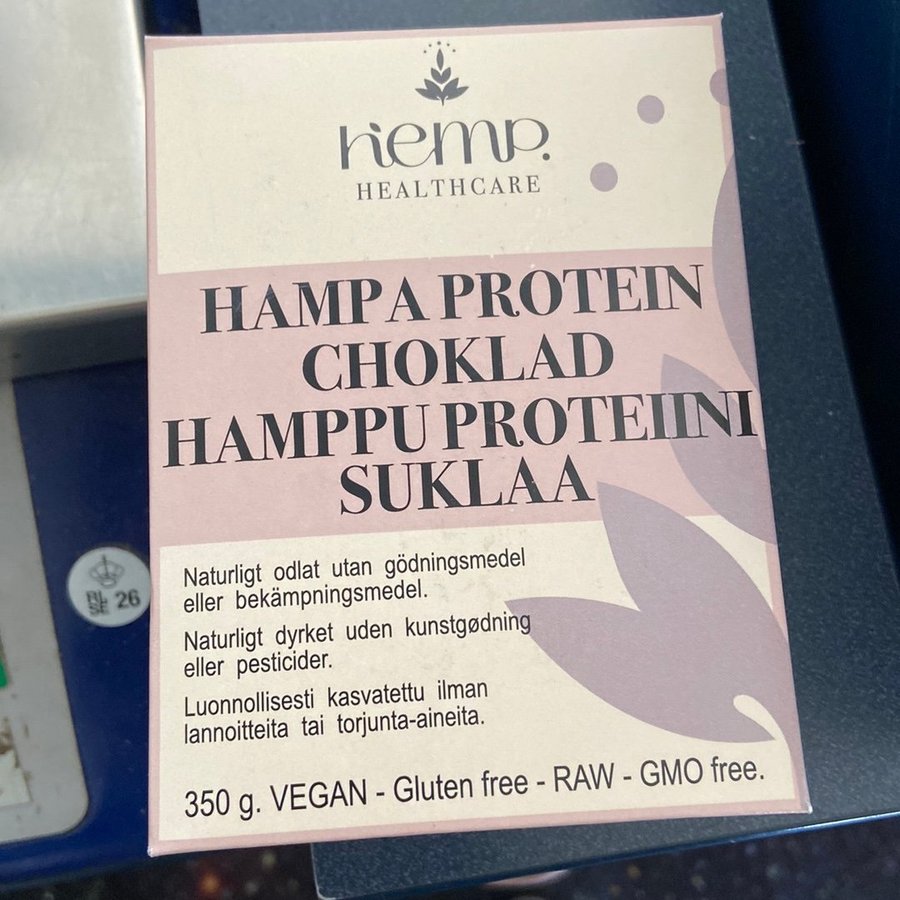 hemp.
HEALTHCARE
HAMPA PROTEIN
CHOKLAD
HAMPPU PROTEIINI
SUKLAA
Naturligt odlat utan gödningsmedel
eller bekämpningsmedel.
Naturligt dyrket uden kunstgødning
eller pesticider.
Luonnollisesti kasvatettu ilman
lannoitteita tai torjunta-aineita.
350 g. VEGAN - Gluten free - RAW - GMO free.
26